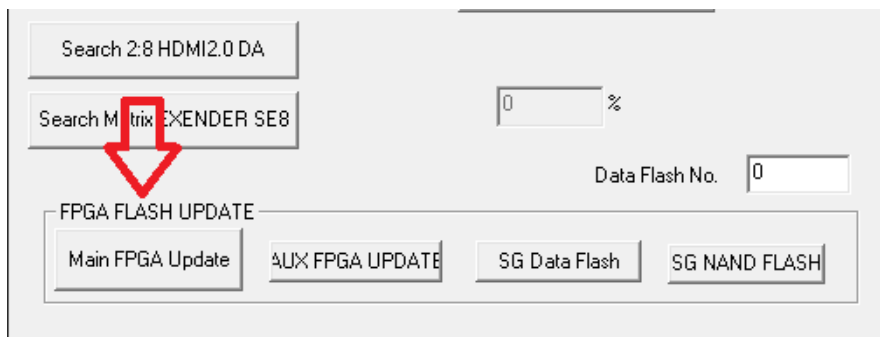 Search 2:8 HDMI2.0 DA
Search Matrix EXENDER SE8
0 %
Data Flash No. 0
FPGA FLASH UPDATE
Main FPGA Update
AUX FPGA UPDATE
SG Data Flash
SG NAND FLASH